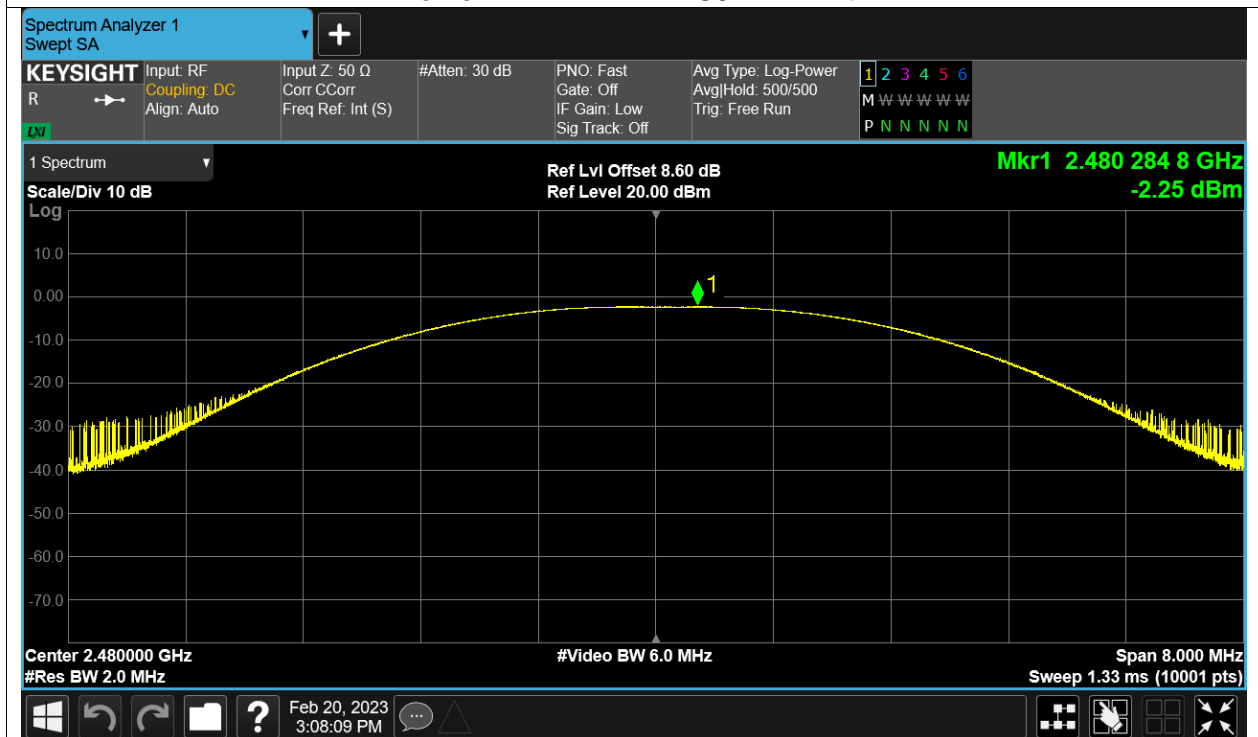 Spectrum Analyzer 1
Swept SA
+
KEYSIGHT
R
LXI
Input: RF
Coupling: DC
Align: Auto
Input Z: 50 Ω
Corr CCorr
Freq Ref: Int (S)
#Atten: 30 dB
PNO: Fast
Gate: Off
IF Gain: Low
Sig Track: Off
Avg Type: Log-Power
Avg|Hold: 500/500
Trig: Free Run
1 2 3 4 5 6
M W W W W W
P N N N N N
1 Spectrum
Scale/Div 10 dB
Ref Lvl Offset 8.60 dB
Ref Level 20.00 dBm
Mkr1 2.480 284 8 GHz
-2.25 dBm
Log
10.0
0.00
-10.0
-20.0
-30.0
-40.0
-50.0
-60.0
-70.0
1
Center 2.480000 GHz
#Res BW 2.0 MHz
#Video BW 6.0 MHz
Span 8.000 MHz
Sweep 1.33 ms (10001 pts)
?
Feb 20, 2023
3:08:09 PM